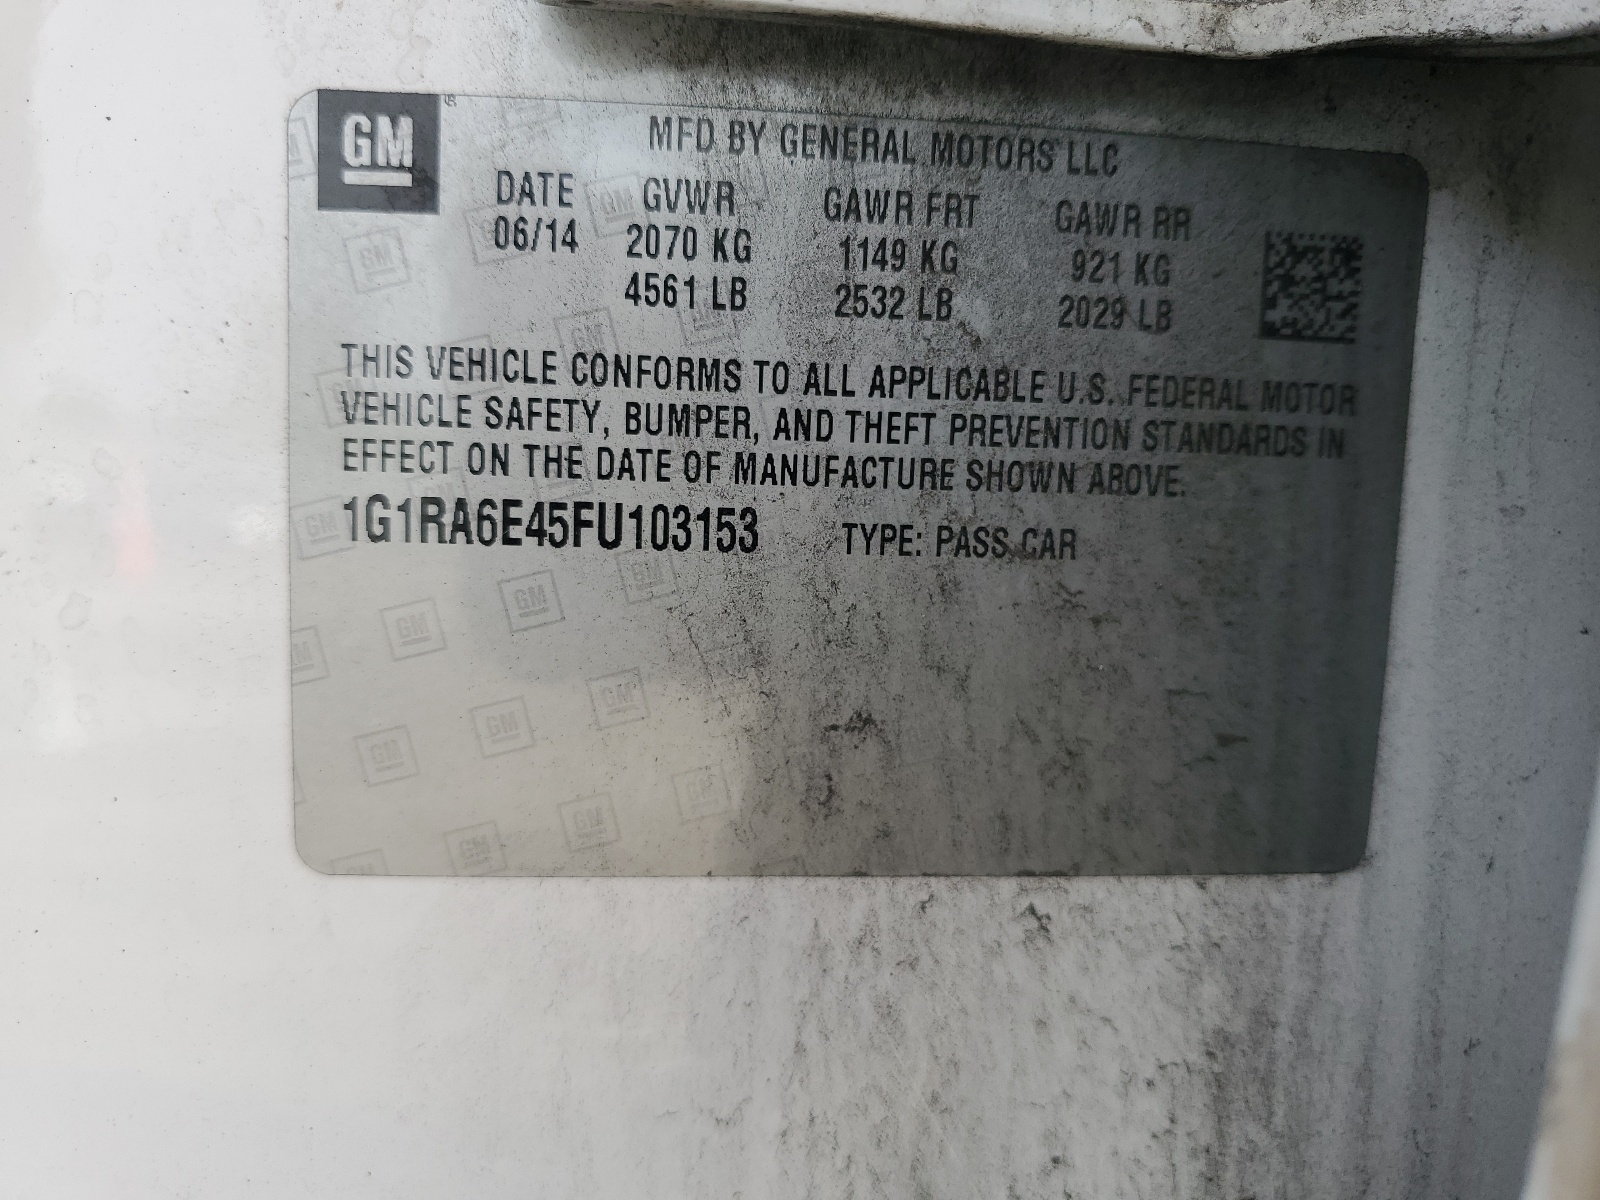 GM
MFD BY GENERAL MOTORS LLC
DATE GVWR GAWR FRT GAWR RR
06/14 2070 KG 1149 KG 921 KG
4561 LB 2532 LB 2029 LB
THIS VEHICLE CONFORMS TO ALL APPLICABLE U.S. FEDERAL MOTOR
VEHICLE SAFETY, BUMPER, AND THEFT PREVENTION STANDARDS IN
EFFECT ON THE DATE OF MANUFACTURE SHOWN ABOVE.
1G1RA6E45FU103153 TYPE: PASS CAR